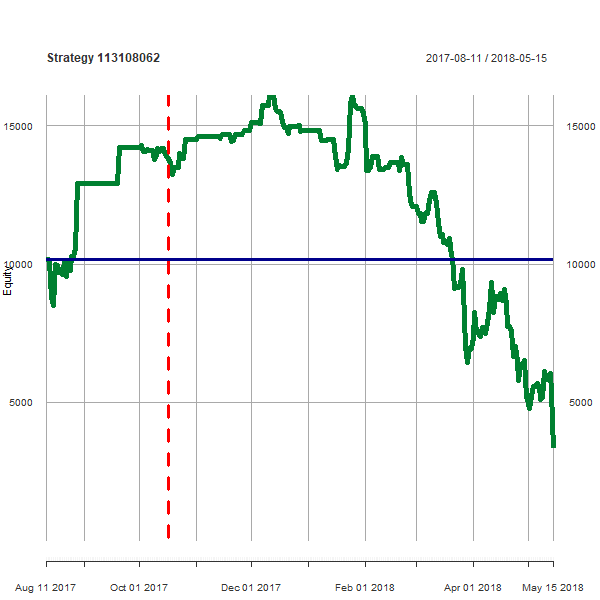 Strategy 113108062
2017-08-11 / 2018-05-15
15000 15000
10000 10000
Equity
5000 5000
Aug 11 2017 Oct 01 2017 Dec 01 2017 Feb 01 2018 Apr 01 2018 May 15 2018